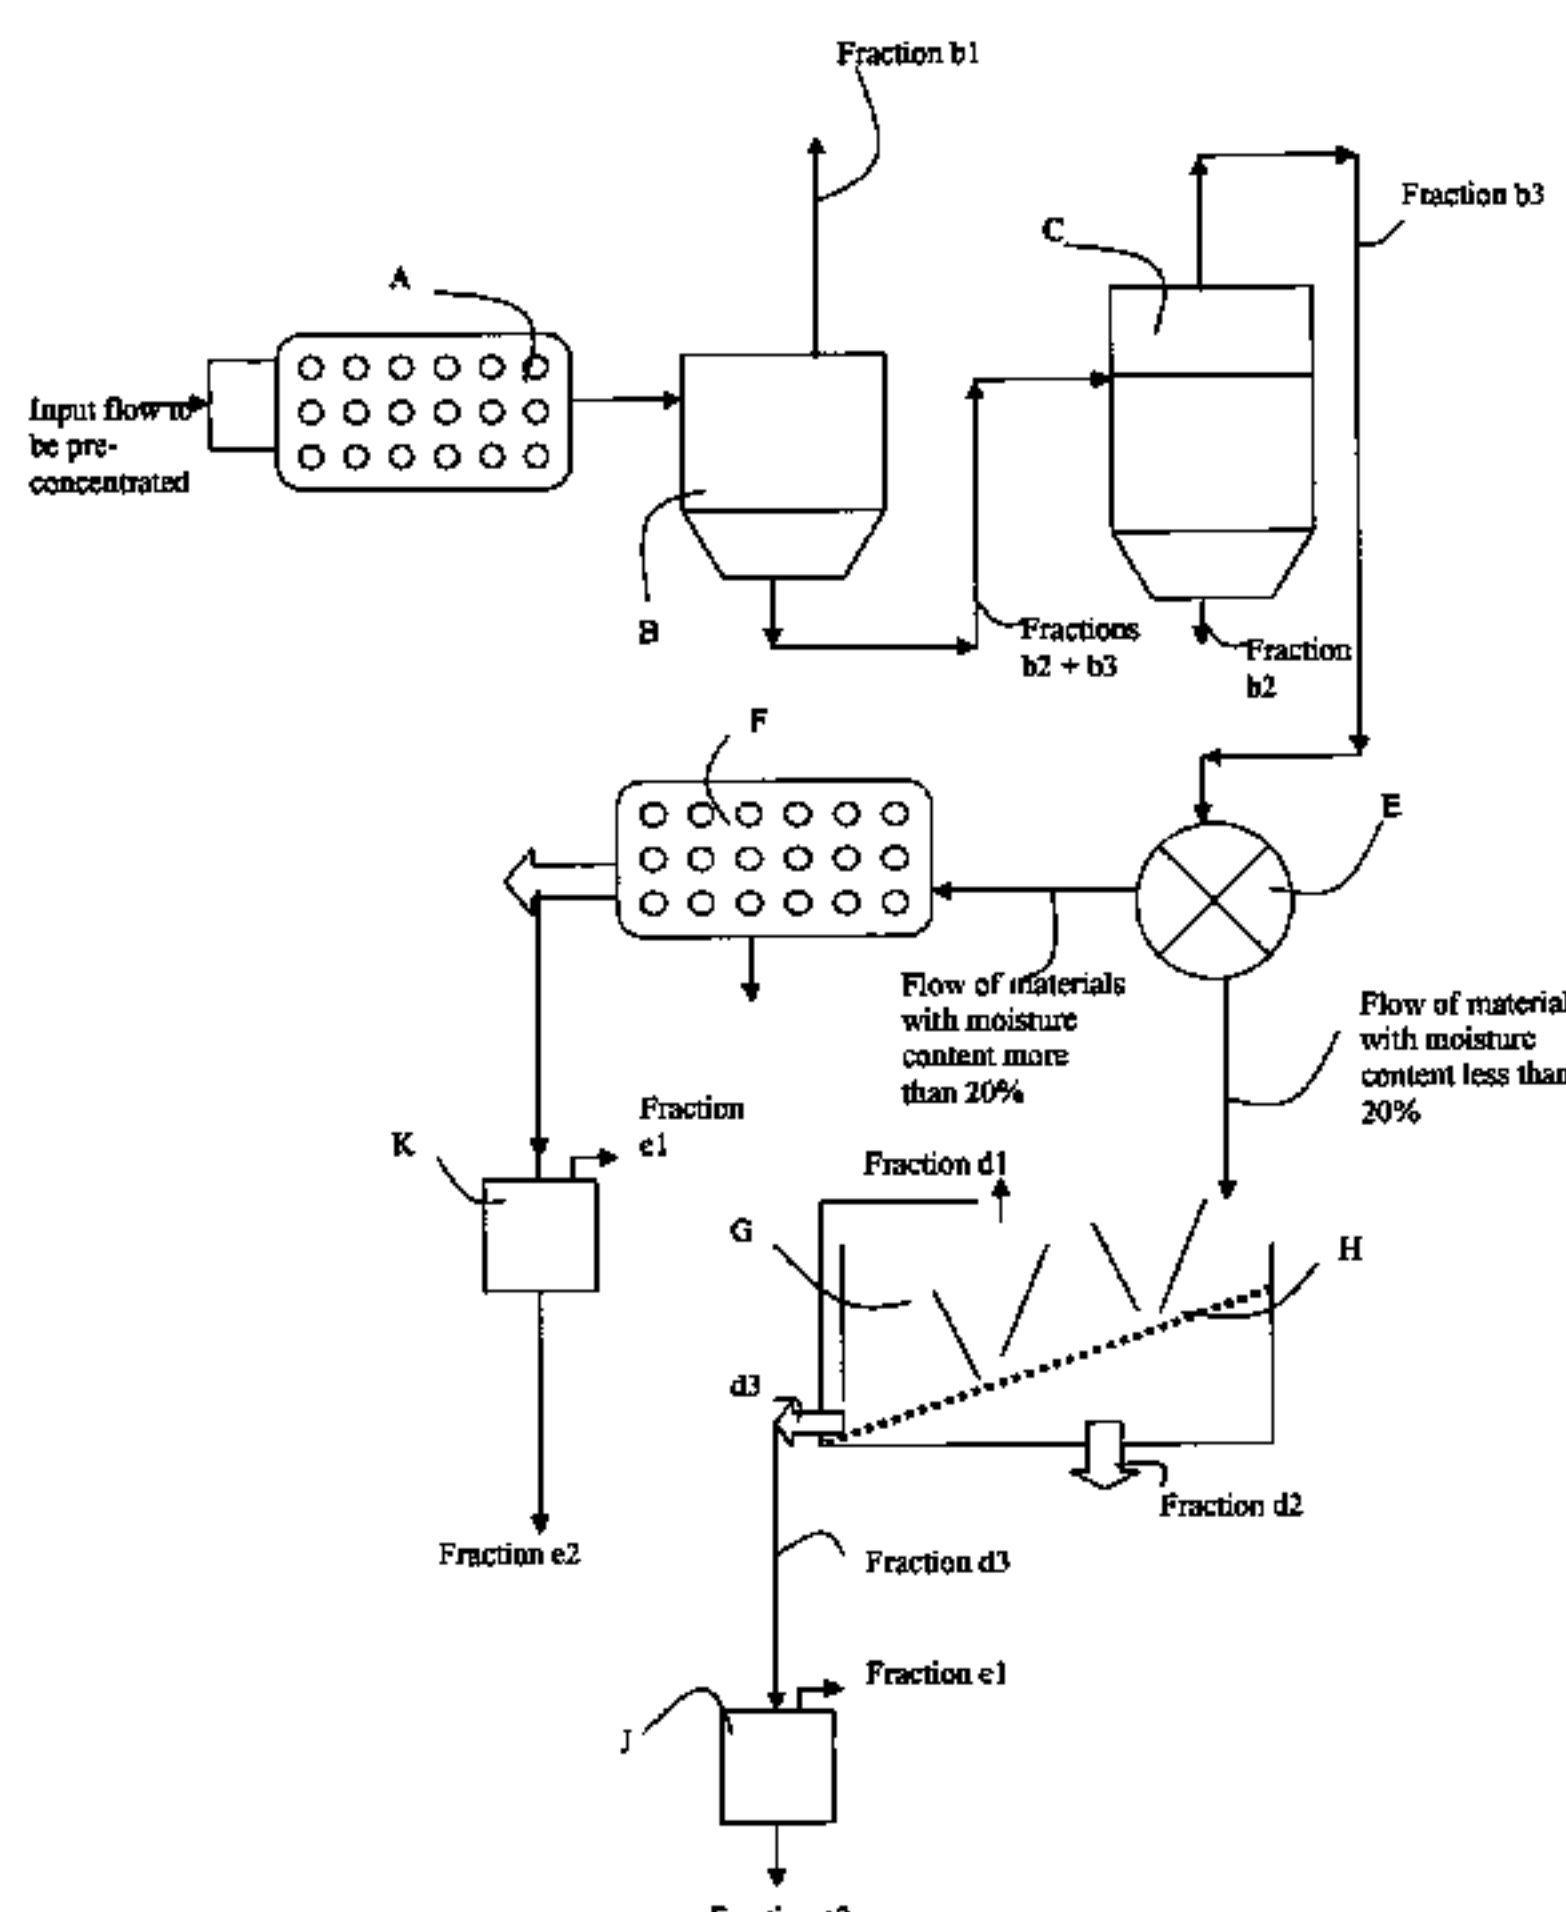 Fraction b1
Fraction b3
C
A
Input flow to
be pre-
concentrated
B
Fractions
b2 + b3
Fraction
b2
F
E
Flow of materials
with moisture
content more
than 20%
Flow of material
with moisture
content less than
20%
Fraction
e1
K
Fraction d1
G
H
d3
Fraction d2
Fraction e2
Fraction d3
Fraction e1
J